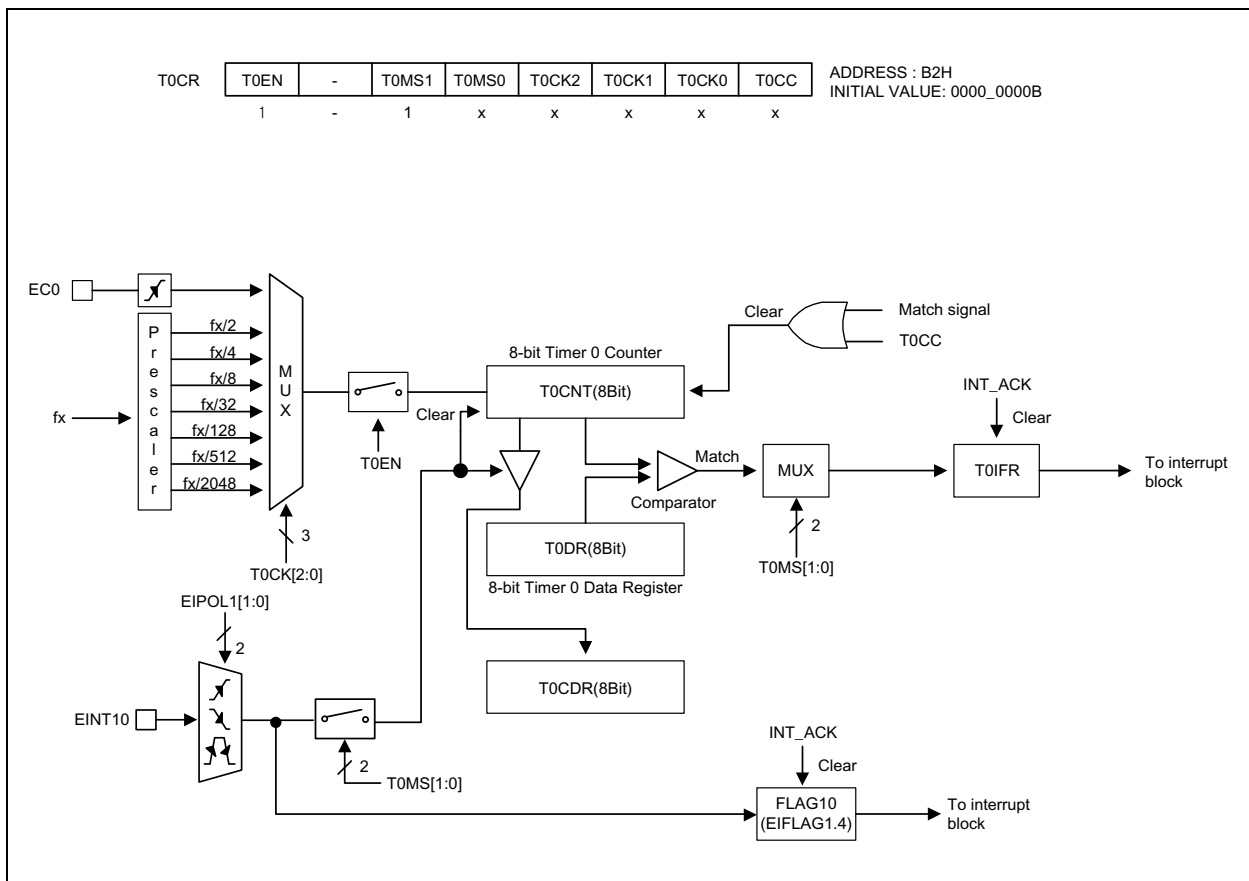 T0CR T0EN - T0MS1 T0MS0 T0CK2 T0CK1 T0CK0 T0CC
ADDRESS : B2H
INITIAL VALUE: 0000_0000B
1 - 1 x x x x x
EC0
Prescaler
fx
fx/2
fx/4
fx/8
fx/32
fx/128
fx/512
fx/2048
MUX
3
T0CK[2:0]
T0EN
Clear
8-bit Timer 0 Counter
T0CNT(8Bit)
Clear
Match signal
T0CC
Match
Comparator
T0DR(8Bit)
8-bit Timer 0 Data Register
MUX
2
T0MS[1:0]
INT_ACK
Clear
T0IFR
To interrupt
block
T0CDR(8Bit)
EIPOL1[1:0]
2
EINT10
2
T0MS[1:0]
INT_ACK
Clear
FLAG10
(EIFLAG1.4)
To interrupt
block